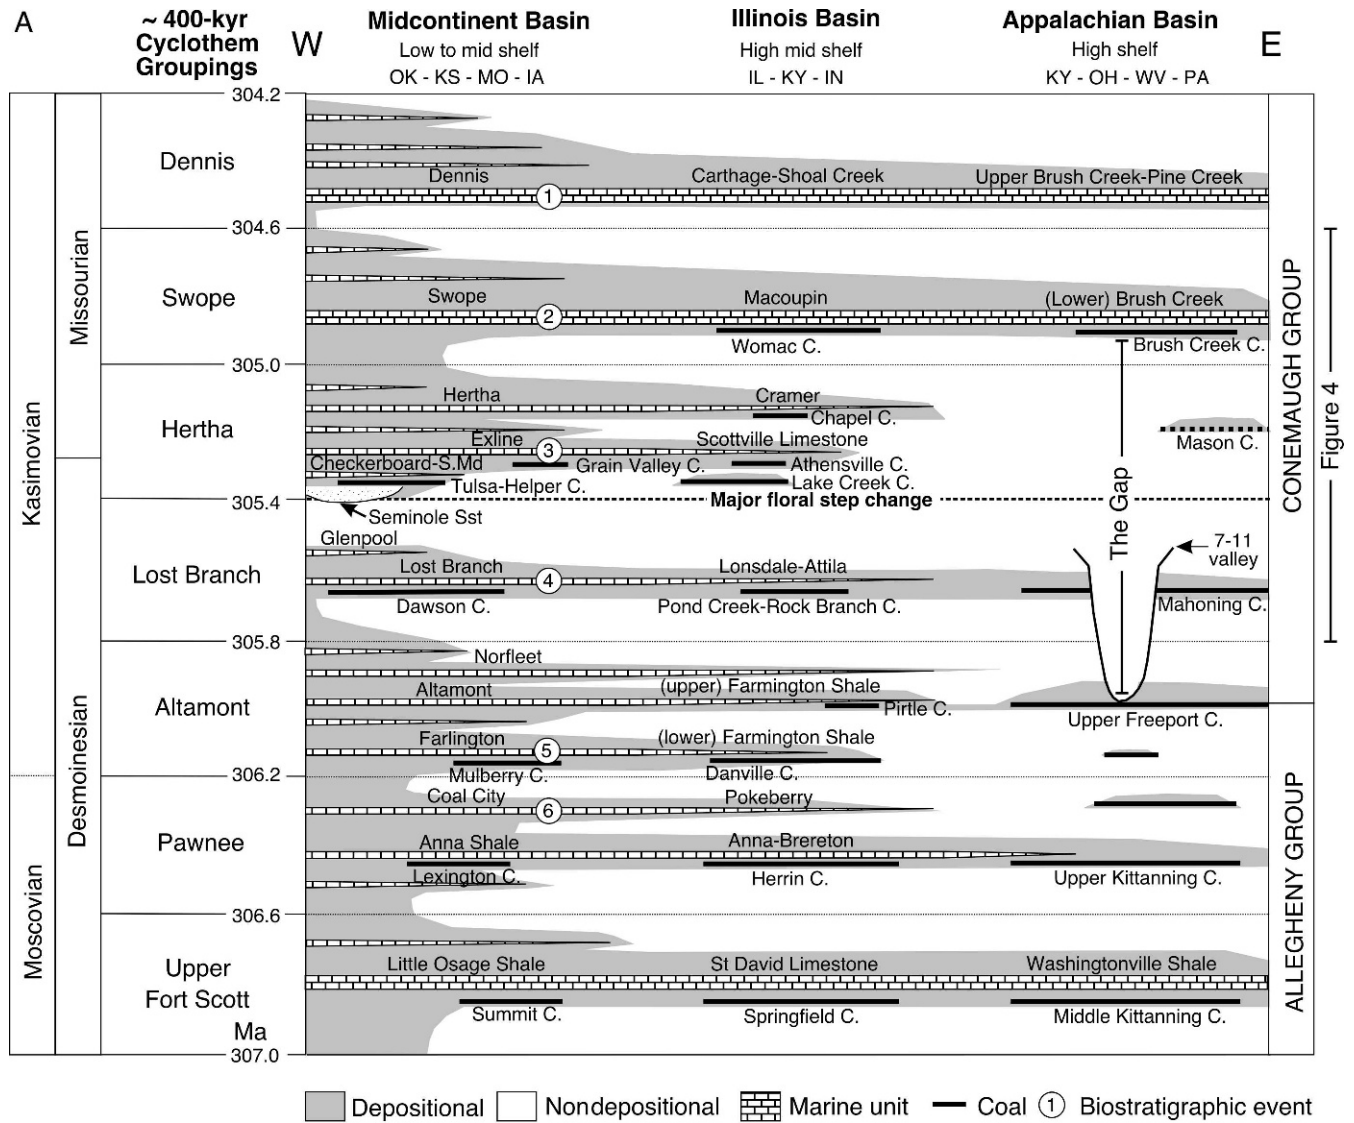 A
~ 400-kyr
Cyclothem
Groupings
W
Midcontinent Basin
Low to mid shelf
OK - KS - MO - IA
Illinois Basin
High mid shelf
IL - KY - IN
Appalachian Basin
High shelf
KY - OH - WV - PA
E
304.2
Dennis
Dennis
Carthage-Shoal Creek
Upper Brush Creek-Pine Creek
1
304.6
Missourian
Swope
Swope
Macoupin
(Lower) Brush Creek
2
Womac C.
Brush Creek C.
305.0
Kasimovian
Hertha
Hertha
Cramer
Chapel C.
Exline
3
Scottville Limestone
Mason C.
Checkerboard-S.Md
Grain Valley C.
Athensville C.
Tulsa-Helper C.
Lake Creek C.
305.4
Major floral step change
Seminole Sst
The Gap
7-11
valley
Glenpool
Lost Branch
Lost Branch
4
Lonsdale-Attila
Dawson C.
Pond Creek-Rock Branch C.
Mahoning C.
305.8
Norfleet
Altamont
Altamont
(upper) Farmington Shale
Pirtle C.
Upper Freeport C.
Farlington
5
(lower) Farmington Shale
Mulberry C.
Danville C.
306.2
Desmoinesian
Coal City
6
Pokeberry
Pawnee
Anna Shale
Anna-Brereton
Lexington C.
Herrin C.
Upper Kittanning C.
306.6
Moscovian
Upper
Fort Scott
Little Osage Shale
St David Limestone
Washingtonville Shale
Summit C.
Springfield C.
Middle Kittanning C.
Ma
307.0
CONEMAUGH GROUP
ALLEGHENY GROUP
Figure 4
Depositional
Nondepositional
Marine unit
Coal
1
Biostratigraphic event